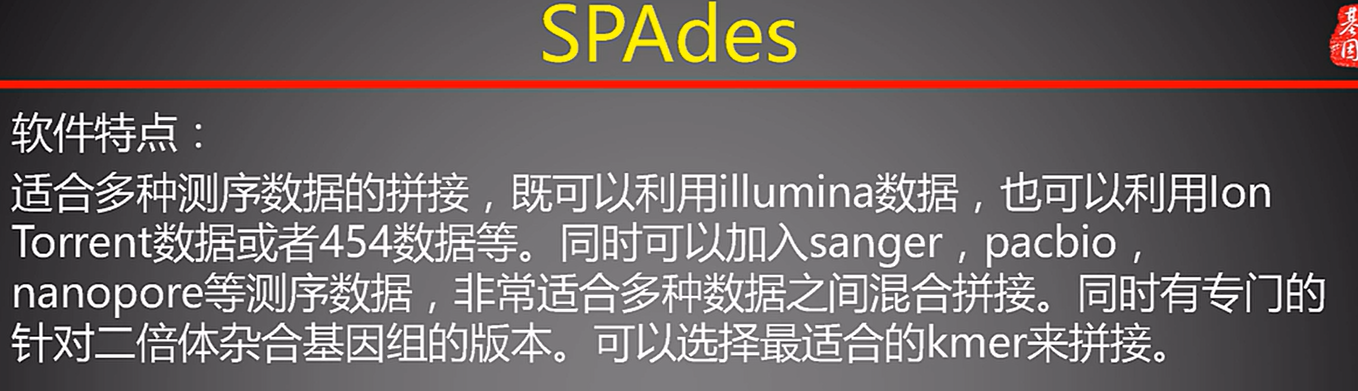 SPAdes
基因
软件特点：
适合多种测序数据的拼接，既可以利用illumina数据，也可以利用Ion
Torrent数据或者454数据等。同时可以加入sanger，pacbio，
nanopore等测序数据，非常适合多种数据之间混合拼接。同时有专门的
针对二倍体杂合基因组的版本。可以选择最适合的kmer来拼接。